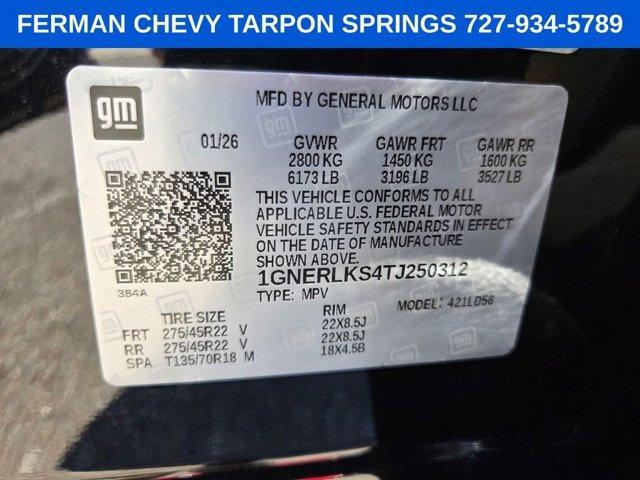 FERMAN CHEVY TARPON SPRINGS 727-934-5789
gm
MFD BY GENERAL MOTORS LLC
01/26 GVWR GAWR FRT GAWR RR
2800 KG 1450 KG 1600 KG
6173 LB 3196 LB 3527 LB
THIS VEHICLE CONFORMS TO ALL
APPLICABLE U.S. FEDERAL MOTOR
VEHICLE SAFETY STANDARDS IN EFFECT
ON THE DATE OF MANUFACTURE
SHOWN ABOVE.
1GNERLKS4TJ250312
384A TYPE: MPV MODEL: 421LD56
TIRE SIZE RIM
FRT 275/45R22 V 22X8.5J
RR 275/45R22 V 22X8.5J
SPA T135/70R18 M 18X4.5B